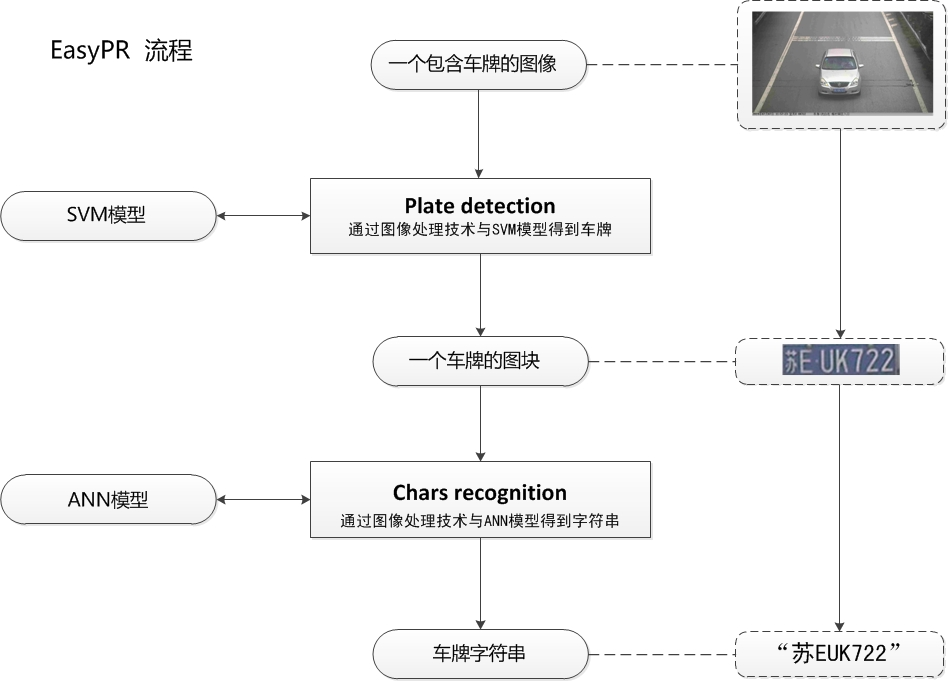 EasyPR 流程
一个包含车牌的图像
SVM模型
Plate detection
通过图像处理技术与SVM模型得到车牌
一个车牌的图块
苏E·UK722
ANN模型
Chars recognition
通过图像处理技术与ANN模型得到字符串
车牌字符串
“苏EUK722”